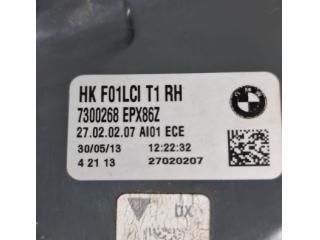 HK F01LCI T1 RH
7300268 EPX86Z
27.02.02.07 AI01 ECE
30/05/13 12:22:32
4 21 13 27020207
DX